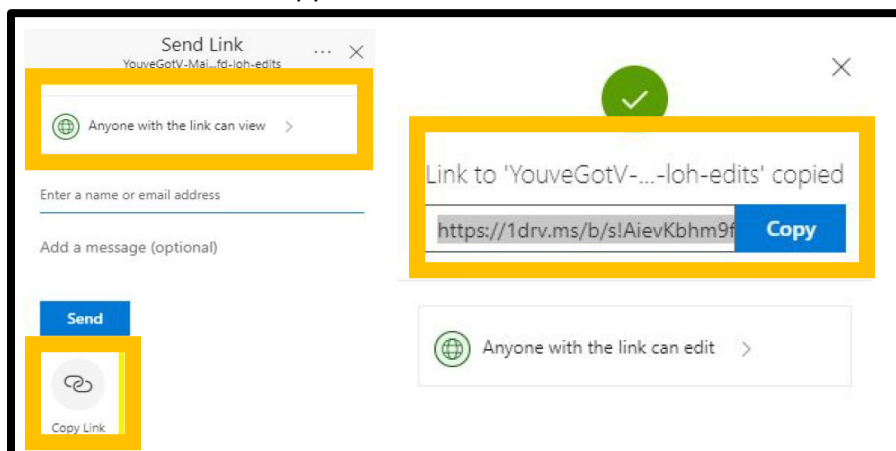 Send Link
...
YouveGotV-Mai...fd-loh-edits
Anyone with the link can view
Enter a name or email address
Add a message (optional)
Send
Copy Link
Link to 'YouveGotV-...-loh-edits' copied
https://1drv.ms/b/s!AievKbhm9f
Copy
Anyone with the link can edit